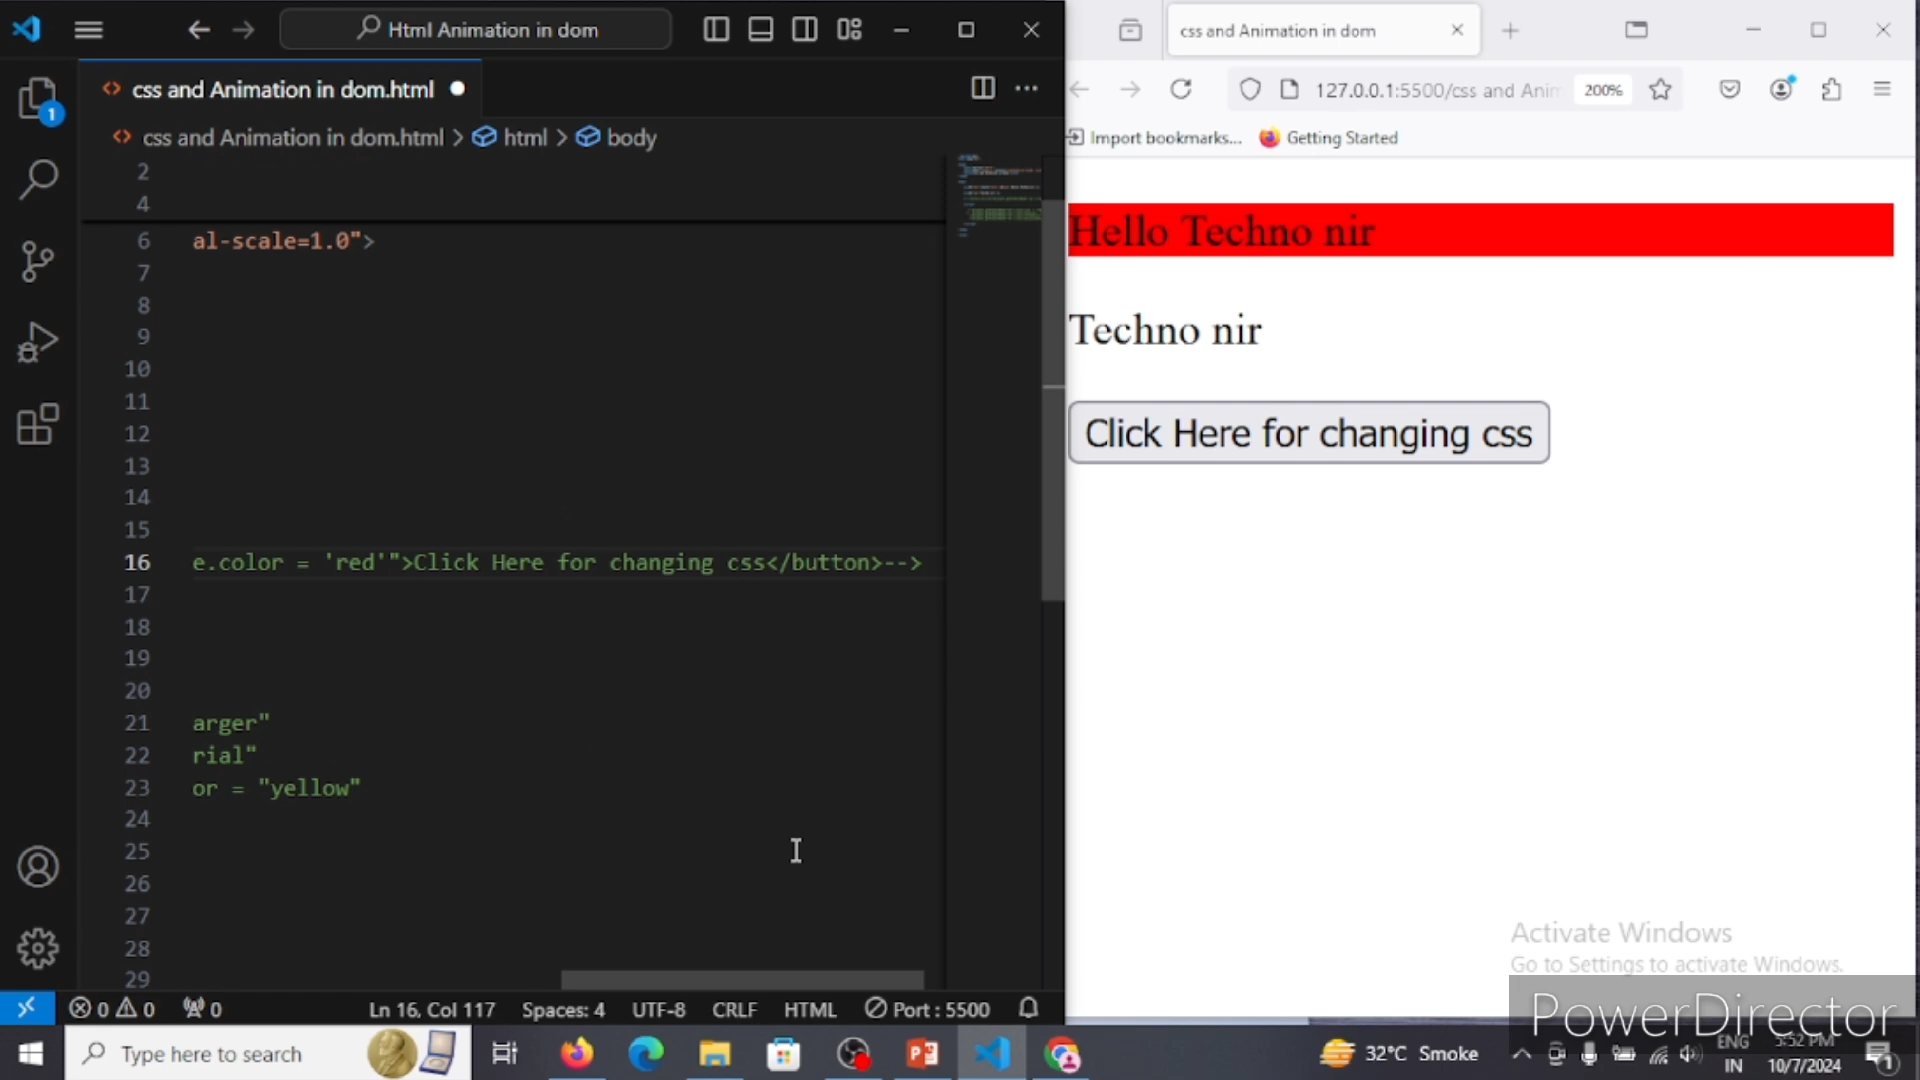 Html Animation in dom
css and Animation in dom.html
css and Animation in dom.html > html > body
2
4
6 al-scale=1.0">
7
8
9
10
11
12
13
14
15
16 e.color = 'red'">Click Here for changing css</button>-->
17
18
19
20
21 arger"
22 rial"
23 or = "yellow"
24
25
26
27
28
29
1
0 0 0 Ln 16, Col 117 Spaces: 4 UTF-8 CRLF HTML Port : 5500
css and Animation in dom
127.0.0.1:5500/css and Anim 200%
Import bookmarks... Getting Started
Hello Techno nir
Techno nir
Click Here for changing css
Activate Windows
Go to Settings to activate Windows.
PowerDirector
Type here to search
32°C Smoke
ENG
IN
5:52 PM
10/7/2024
1